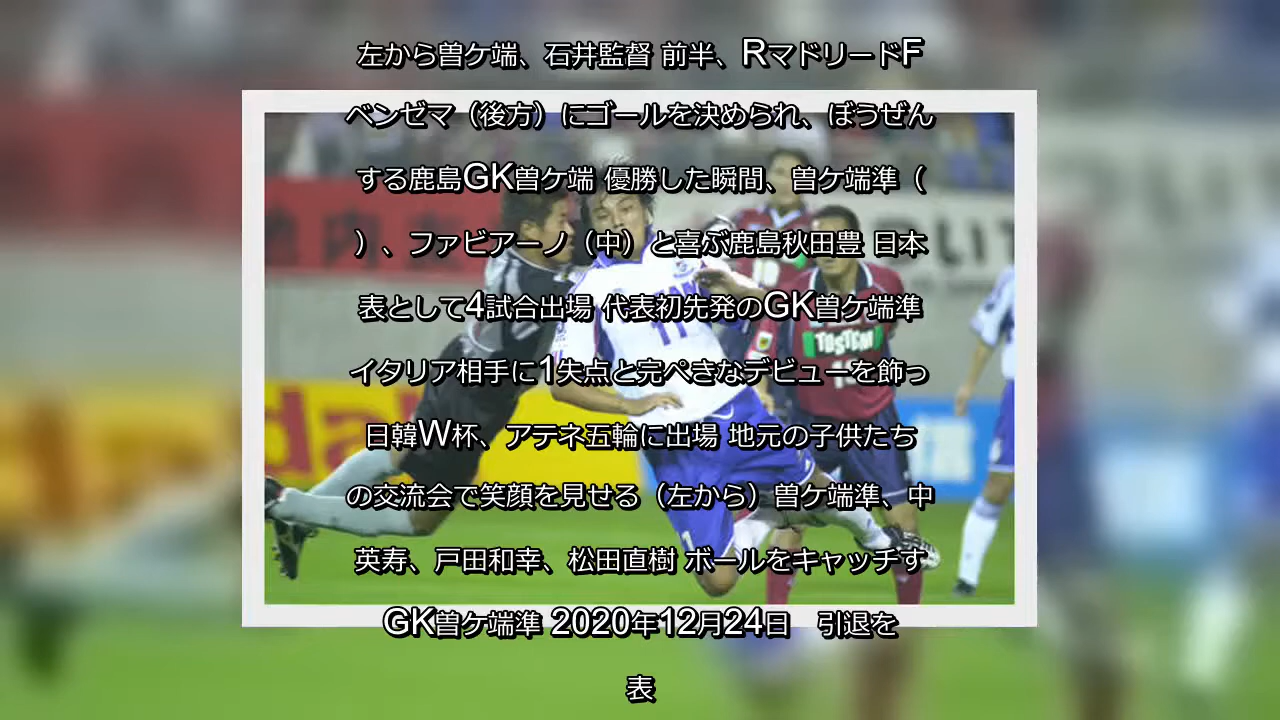 左から曽ケ端、石井監督 前半、RマドリードF
ベンゼマ（後方）にゴールを決められ、ぼうぜん
する鹿島GK曽ケ端 優勝した瞬間、曽ケ端準（
）、ファビアーノ（中）と喜ぶ鹿島秋田豊 日本
表として4試合出場 代表初先発のGK曽ケ端準
イタリア相手に1失点と完ぺきなデビューを飾っ
日韓W杯、アテネ五輪に出場 地元の子供たち
の交流会で笑顔を見せる（左から）曽ケ端準、中
英寿、戸田和幸、松田直樹 ボールをキャッチす
GK曽ケ端準 2020年12月24日　引退を
表
TOSTEM
11